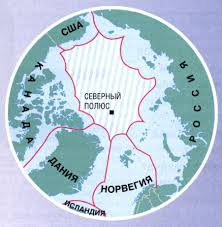 США
КАНАДА
РОССИЯ
СЕВЕРНЫЙ
ПОЛЮС
ДАНИЯ
НОРВЕГИЯ
ИСЛАНДИЯ